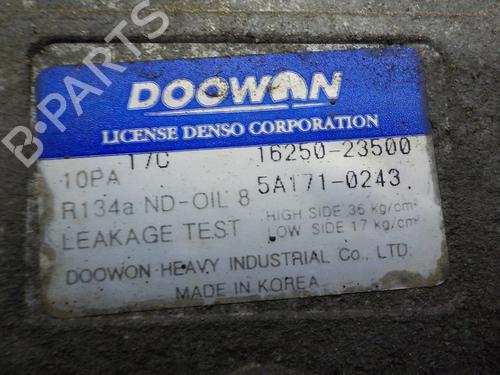 DOOWON
LICENSE DENSO CORPORATION
10PA 17C 16250-23500
R134a ND-OIL 8 5A171-0243
LEAKAGE TEST HIGH SIDE 36 kg/cm²
LOW SIDE 17 kg/cm²
DOOWON HEAVY INDUSTRIAL Co., LTD.
MADE IN KOREA
B-PARTS